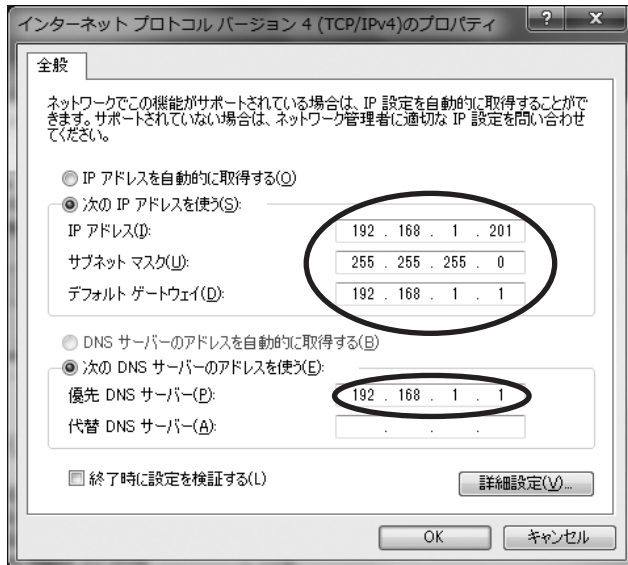 インターネット プロトコル バージョン 4 (TCP/IPv4)のプロパティ
? x
全般
ネットワークでこの機能がサポートされている場合は、IP 設定を自動的に取得することがで
きます。サポートされていない場合は、ネットワーク管理者に適切な IP 設定を問い合わせ
てください。
IP アドレスを自動的に取得する(O)
次の IP アドレスを使う(S):
IP アドレス(I): 192 . 168 . 1 . 201
サブネット マスク(U): 255 . 255 . 255 . 0
デフォルト ゲートウェイ(D): 192 . 168 . 1 . 1
DNS サーバーのアドレスを自動的に取得する(B)
次の DNS サーバーのアドレスを使う(E):
優先 DNS サーバー(P): 192 . 168 . 1 . 1
代替 DNS サーバー(A): . . .
終了時に設定を検証する(L)
詳細設定(V)...
OK キャンセル